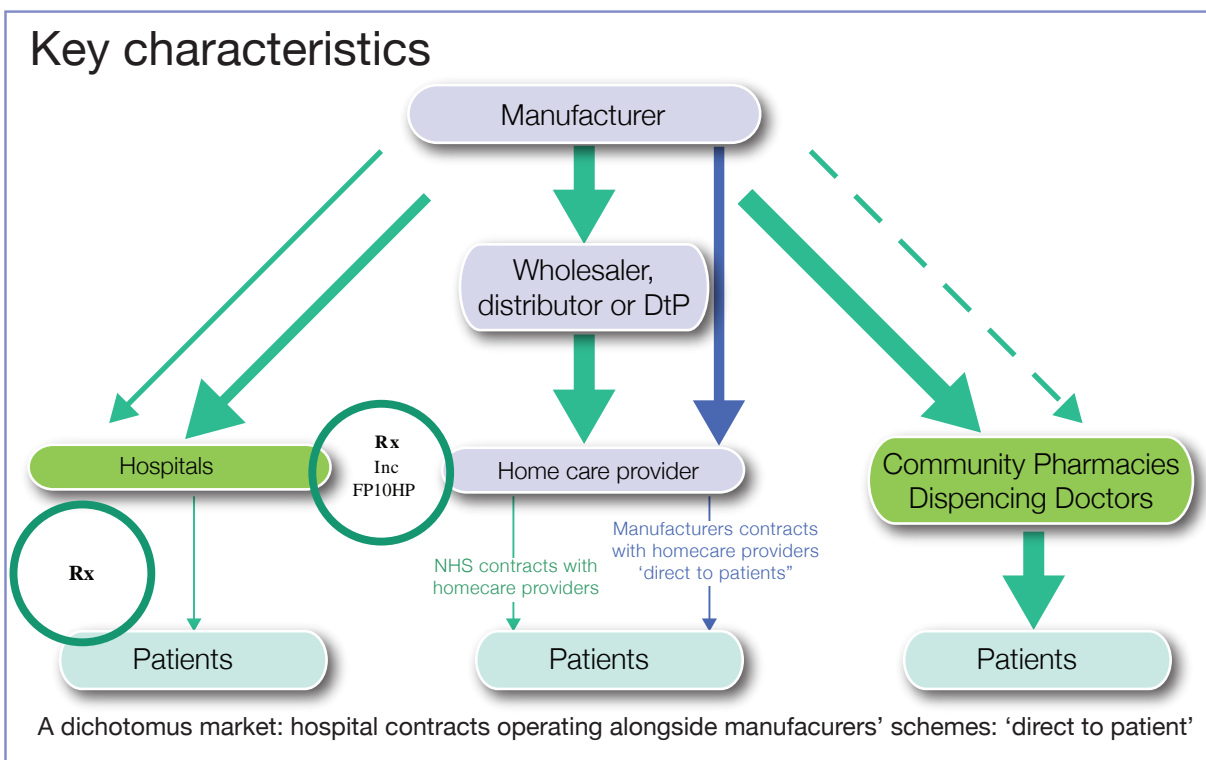 Key characteristics
Manufacturer
Wholesaler,
distributor or DtP
Hospitals
Rx
Inc
FP10HP
Home care provider
Community Pharmacies
Dispencing Doctors
Rx
NHS contracts with
homecare providers
Manufacturers contracts
with homecare providers
‘direct to patients”
Patients
Patients
Patients
A dichotomus market: hospital contracts operating alongside manufacurers’ schemes: ‘direct to patient’